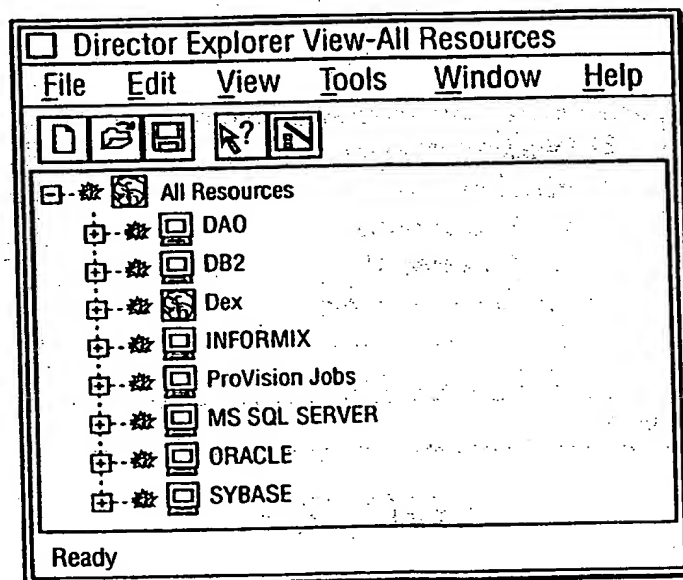 Director Explorer View-All Resources
File Edit View Tools Window Help
?
All Resources
DAO
DB2
Dex
INFORMIX
ProVision Jobs
MS SQL SERVER
ORACLE
SYBASE
Ready